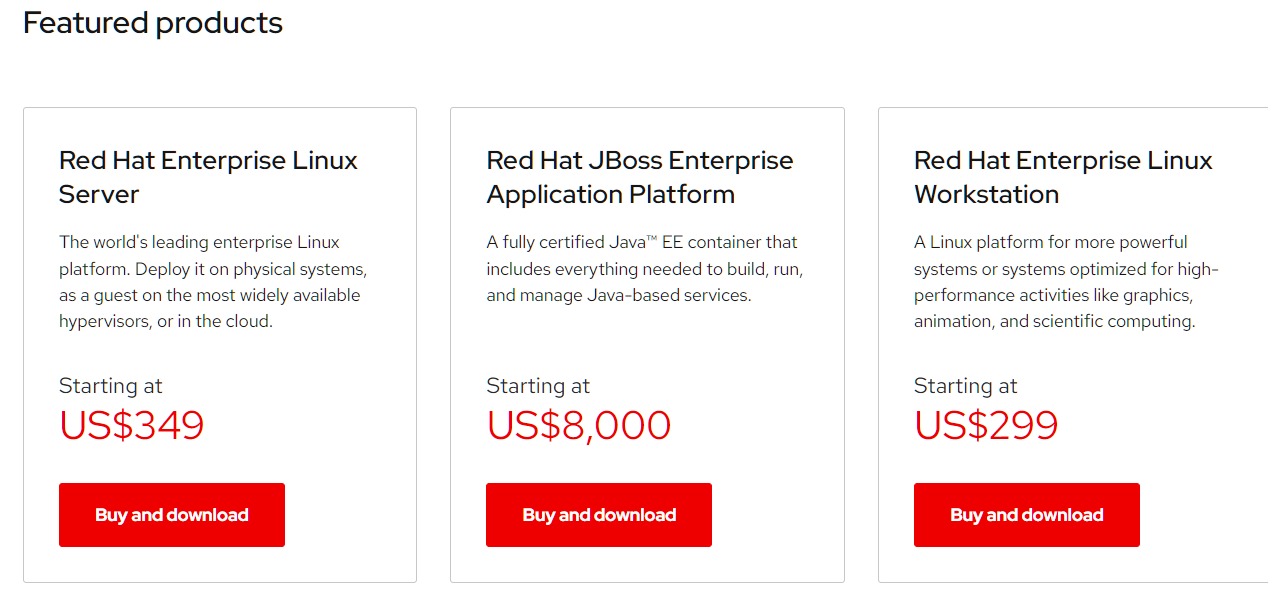 Featured products
Red Hat Enterprise Linux
Server
The world's leading enterprise Linux
platform. Deploy it on physical systems,
as a guest on the most widely available
hypervisors, or in the cloud.
Starting at
US$349
Buy and download
Red Hat JBoss Enterprise
Application Platform
A fully certified Java™ EE container that
includes everything needed to build, run,
and manage Java-based services.
Starting at
US$8,000
Buy and download
Red Hat Enterprise Linux
Workstation
A Linux platform for more powerful
systems or systems optimized for high-
performance activities like graphics,
animation, and scientific computing.
Starting at
US$299
Buy and download